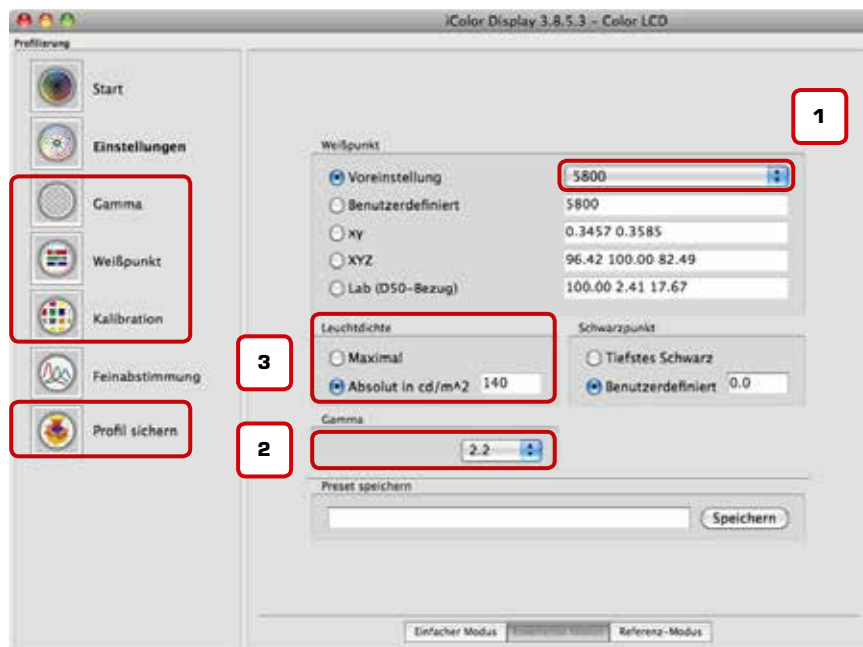 iColor Display 3.8.5.3 – Color LCD
Profilierung
Start
Einstellungen
Gamma
Weißpunkt
Kalibration
Feinabstimmung
Profil sichern
1
Weißpunkt
Voreinstellung 5800
Benutzerdefiniert 5800
xy 0.3457 0.3585
XYZ 96.42 100.00 82.49
Lab (D50-Bezug) 100.00 2.41 17.67
3
Leuchtdichte
Maximal
Absolut in cd/m^2 140
Schwarzpunkt
Tiefstes Schwarz
Benutzerdefiniert 0.0
2
Gamma
2.2
Preset speichern
Speichern
Einfacher Modus Referenz-Modus